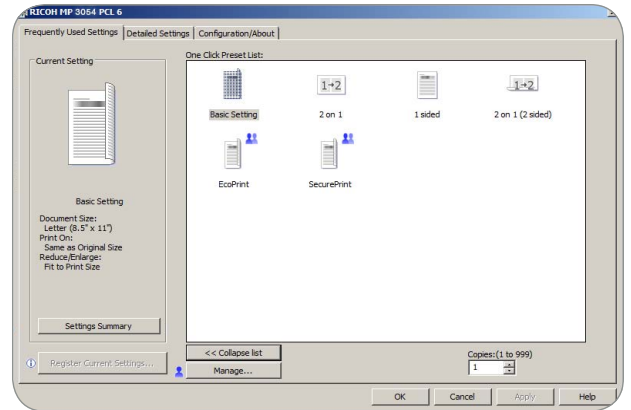 RICOH MP 3054 PCL 6
Frequently Used Settings
Detailed Settings
Configuration/About
Current Setting
Basic Setting
Document Size:
Letter (8.5" x 11")
Print On:
Same as Original Size
Reduce/Enlarge:
Fit to Print Size
Settings Summary
Register Current Settings...
One Click Preset List:
1→2
1→2
Basic Setting
2 on 1
1 sided
2 on 1 (2 sided)
EcoPrint
SecurePrint
<< Collapse list
Manage...
Copies:(1 to 999)
1
OK
Cancel
Apply
Help